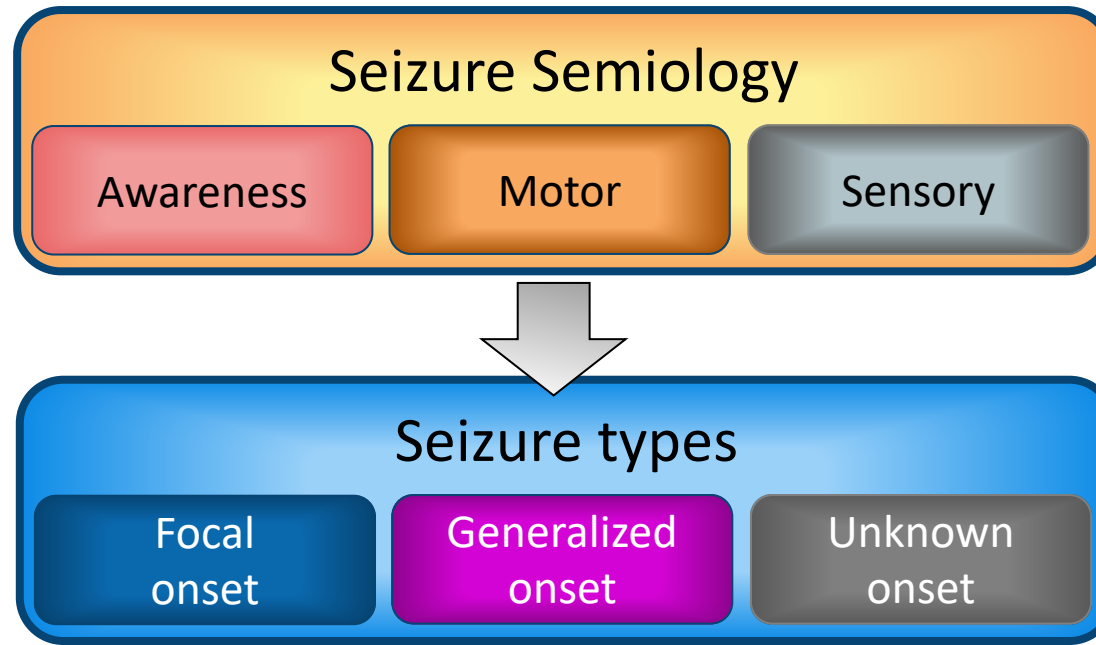 Seizure Semiology
Awareness
Motor
Sensory
Seizure types
Focal
onset
Generalized
onset
Unknown
onset